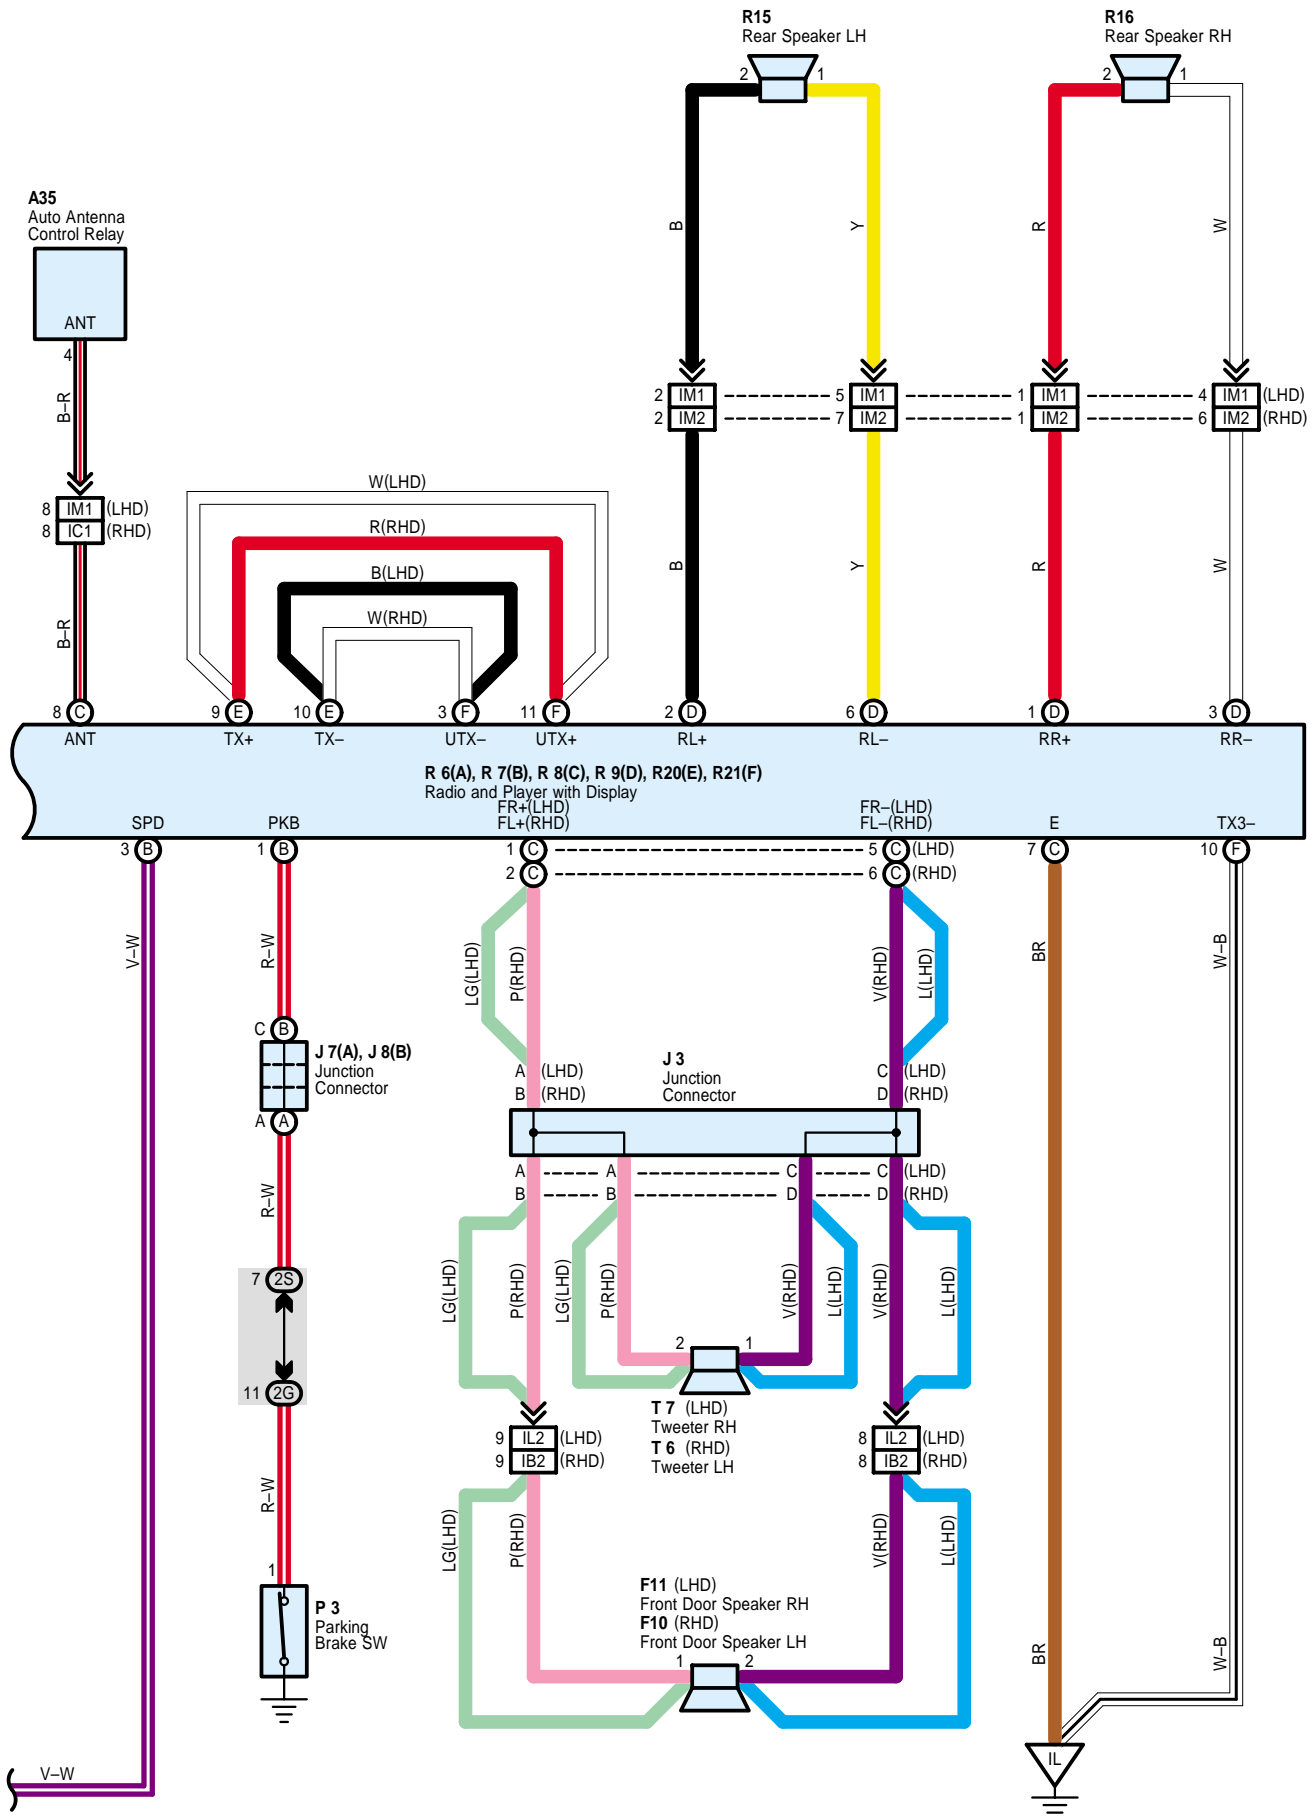 R15
Rear Speaker LH
R16
Rear Speaker RH
2 1 2 1
A35
Auto Antenna
Control Relay
ANT
4
B Y R W
B–R
2 IM1 5 IM1 1 IM1 4 IM1 (LHD)
2 IM2 7 IM2 1 IM2 6 IM2 (RHD)
8 IM1 (LHD)
8 IC1 (RHD)
W(LHD)
R(RHD)
B(LHD)
W(RHD)
B Y R W
B–R
8 C 9 E 10 E 3 F 11 F 2 D 6 D 1 D 3 D
ANT TX+ TX– UTX– UTX+ RL+ RL– RR+ RR–
R 6(A), R 7(B), R 8(C), R 9(D), R20(E), R21(F)
Radio and Player with Display
FR+(LHD) FR–(LHD)
SPD PKB FL+(RHD) FL–(RHD) E TX3–
3 B 1 B 1 C 5 C (LHD) 7 C 10 F
2 C 6 C (RHD)
V–W R–W LG(LHD) P(RHD) V(RHD) L(LHD) BR W–B
C B
J 7(A), J 8(B)
Junction
Connector
A A
J 3
Junction
Connector
A (LHD) C (LHD)
B (RHD) D (RHD)
A A C C (LHD)
B B D D (RHD)
R–W
LG(LHD) P(RHD) LG(LHD) P(RHD) V(RHD) L(LHD) V(RHD) L(LHD)
7 2S
11 2G
2 1
T 7 (LHD)
Tweeter RH
T 6 (RHD)
Tweeter LH
9 IL2 (LHD) 8 IL2 (LHD)
9 IB2 (RHD) 8 IB2 (RHD)
R–W LG(LHD) P(RHD) V(RHD) L(LHD)
1
P 3
Parking
Brake SW
F11 (LHD)
Front Door Speaker RH
F10 (RHD)
Front Door Speaker LH
1 2
BR W–B
IL
V–W